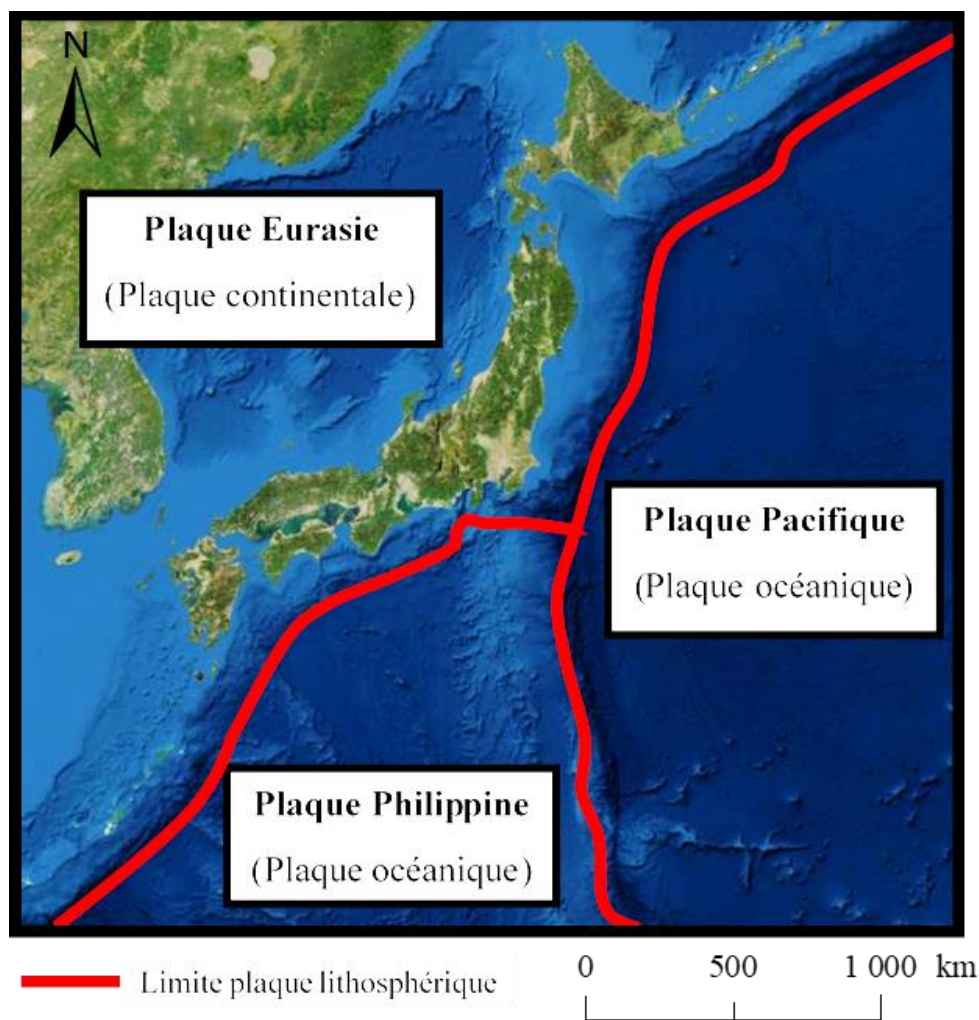 N
Plaque Eurasie
(Plaque continentale)
Plaque Pacifique
(Plaque océanique)
Plaque Philippine
(Plaque océanique)
Limite plaque lithosphérique
0 500 1 000 km